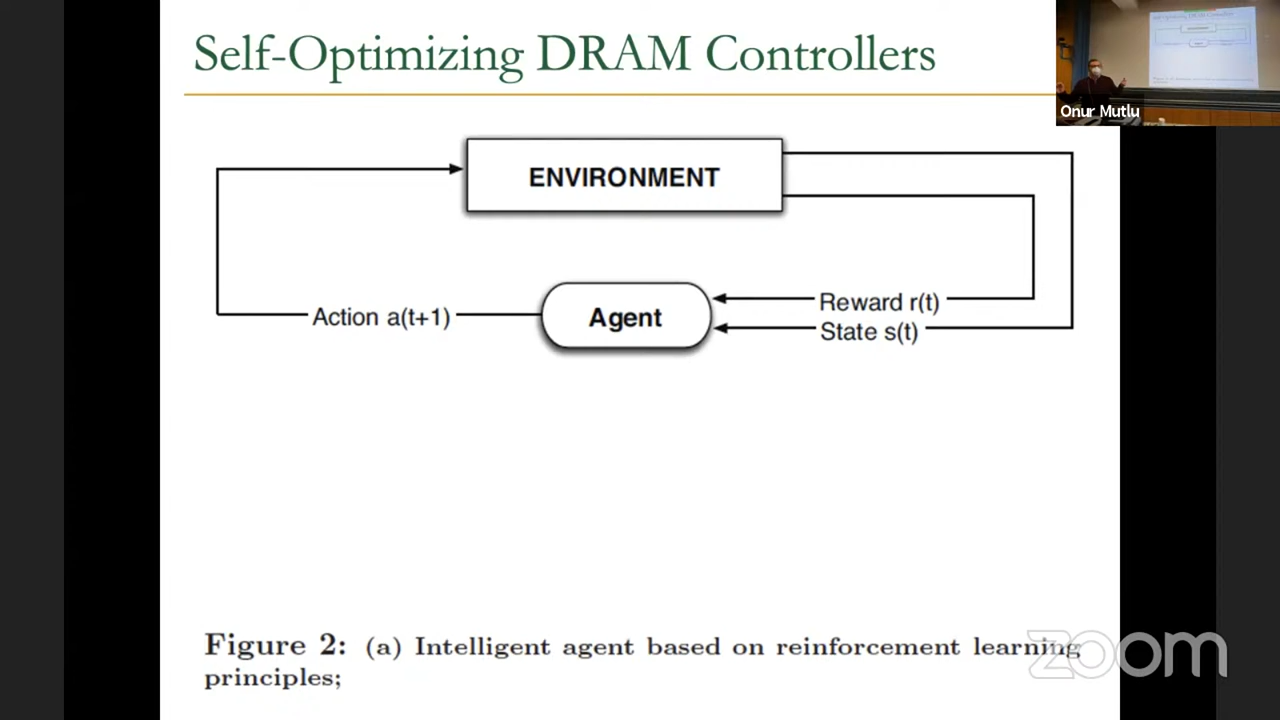 Self-Optimizing DRAM Controllers
Onur Mutlu
ENVIRONMENT
Agent
Action a(t+1)
Reward r(t)
State s(t)
Figure 2: (a) Intelligent agent based on reinforcement learning
principles;
zoom